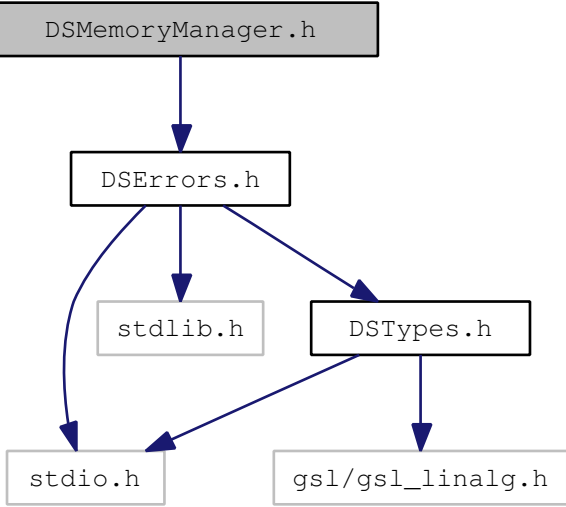 DSMemoryManager.h
DSErrors.h
stdlib.h
DSTypes.h
stdio.h
gsl/gsl_linalg.h